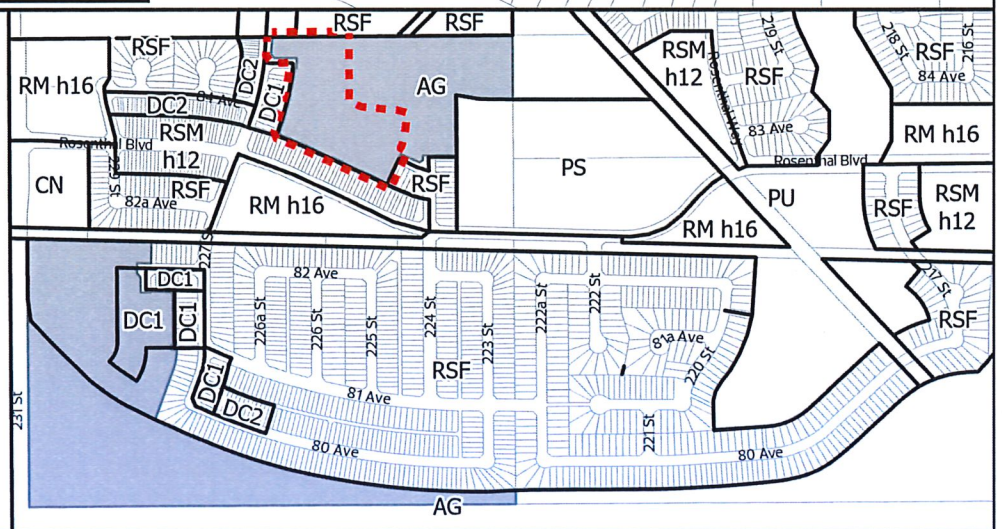 RSF
RSF
RSF
219 St
218 St
216 St
RM h16
DC2
DC1
AG
RSM
h12
Rosenthal Way
RSF
RSF
84 Ave
84 Ave
DC2
RSM
h12
Rosenthal Blvd
83 Ave
RM h16
Rosenthal Blvd
CN
229 St
RSF
82a Ave
RM h16
RSF
PS
PU
RM h16
RSF
RSM
h12
227 St
217 St
82 Ave
DC1
DC1
DC1
226a St
226 St
225 St
224 St
223 St
222a St
222 St
81a Ave
RSF
RSF
220 St
DC1
DC2
81 Ave
231 St
221 St
80 Ave
80 Ave
AG